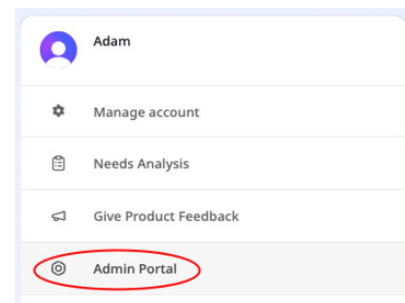 Adam
Manage account
Needs Analysis
Give Product Feedback
Admin Portal